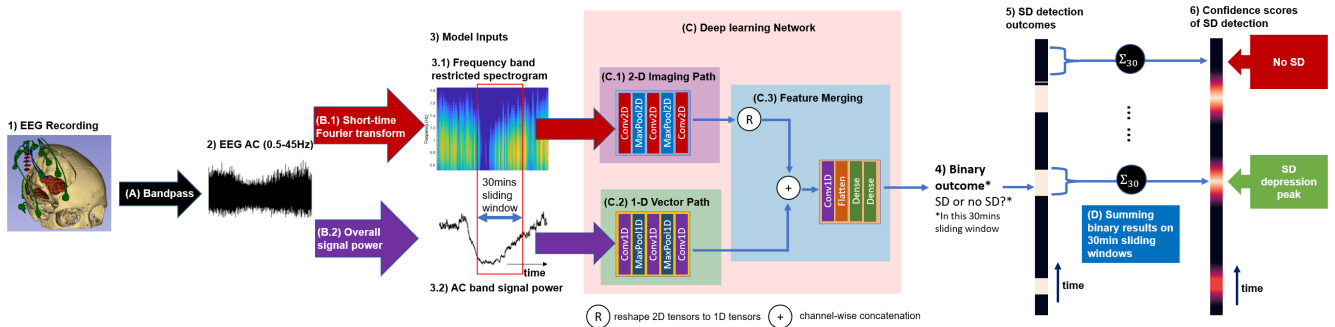 1) EEG Recording
(A) Bandpass
2) EEG AC (0.5-45Hz)
(B.1) Short-time
Fourier transform
(B.2) Overall
signal power
3) Model Inputs
3.1) Frequency band
restricted spectrogram
Frequency (Hz)
30mins
sliding
window
time
3.2) AC band signal power
(C) Deep learning Network
(C.1) 2-D Imaging Path
Conv2D
MaxPool2D
Conv2D
MaxPool2D
Conv2D
(C.2) 1-D Vector Path
Conv1D
MaxPool1D
Conv1D
MaxPool1D
Conv1D
(C.3) Feature Merging
R
+
Conv1D
Flatten
Dense
Dense
R reshape 2D tensors to 1D tensors
+ channel-wise concatenation
4) Binary
outcome*
SD or no SD?*
*In this 30mins
sliding window
5) SD detection
outcomes
Σ30
Σ30
(D) Summing
binary results on
30min sliding
windows
time
6) Confidence scores
of SD detection
No SD
SD
depression
peak
time